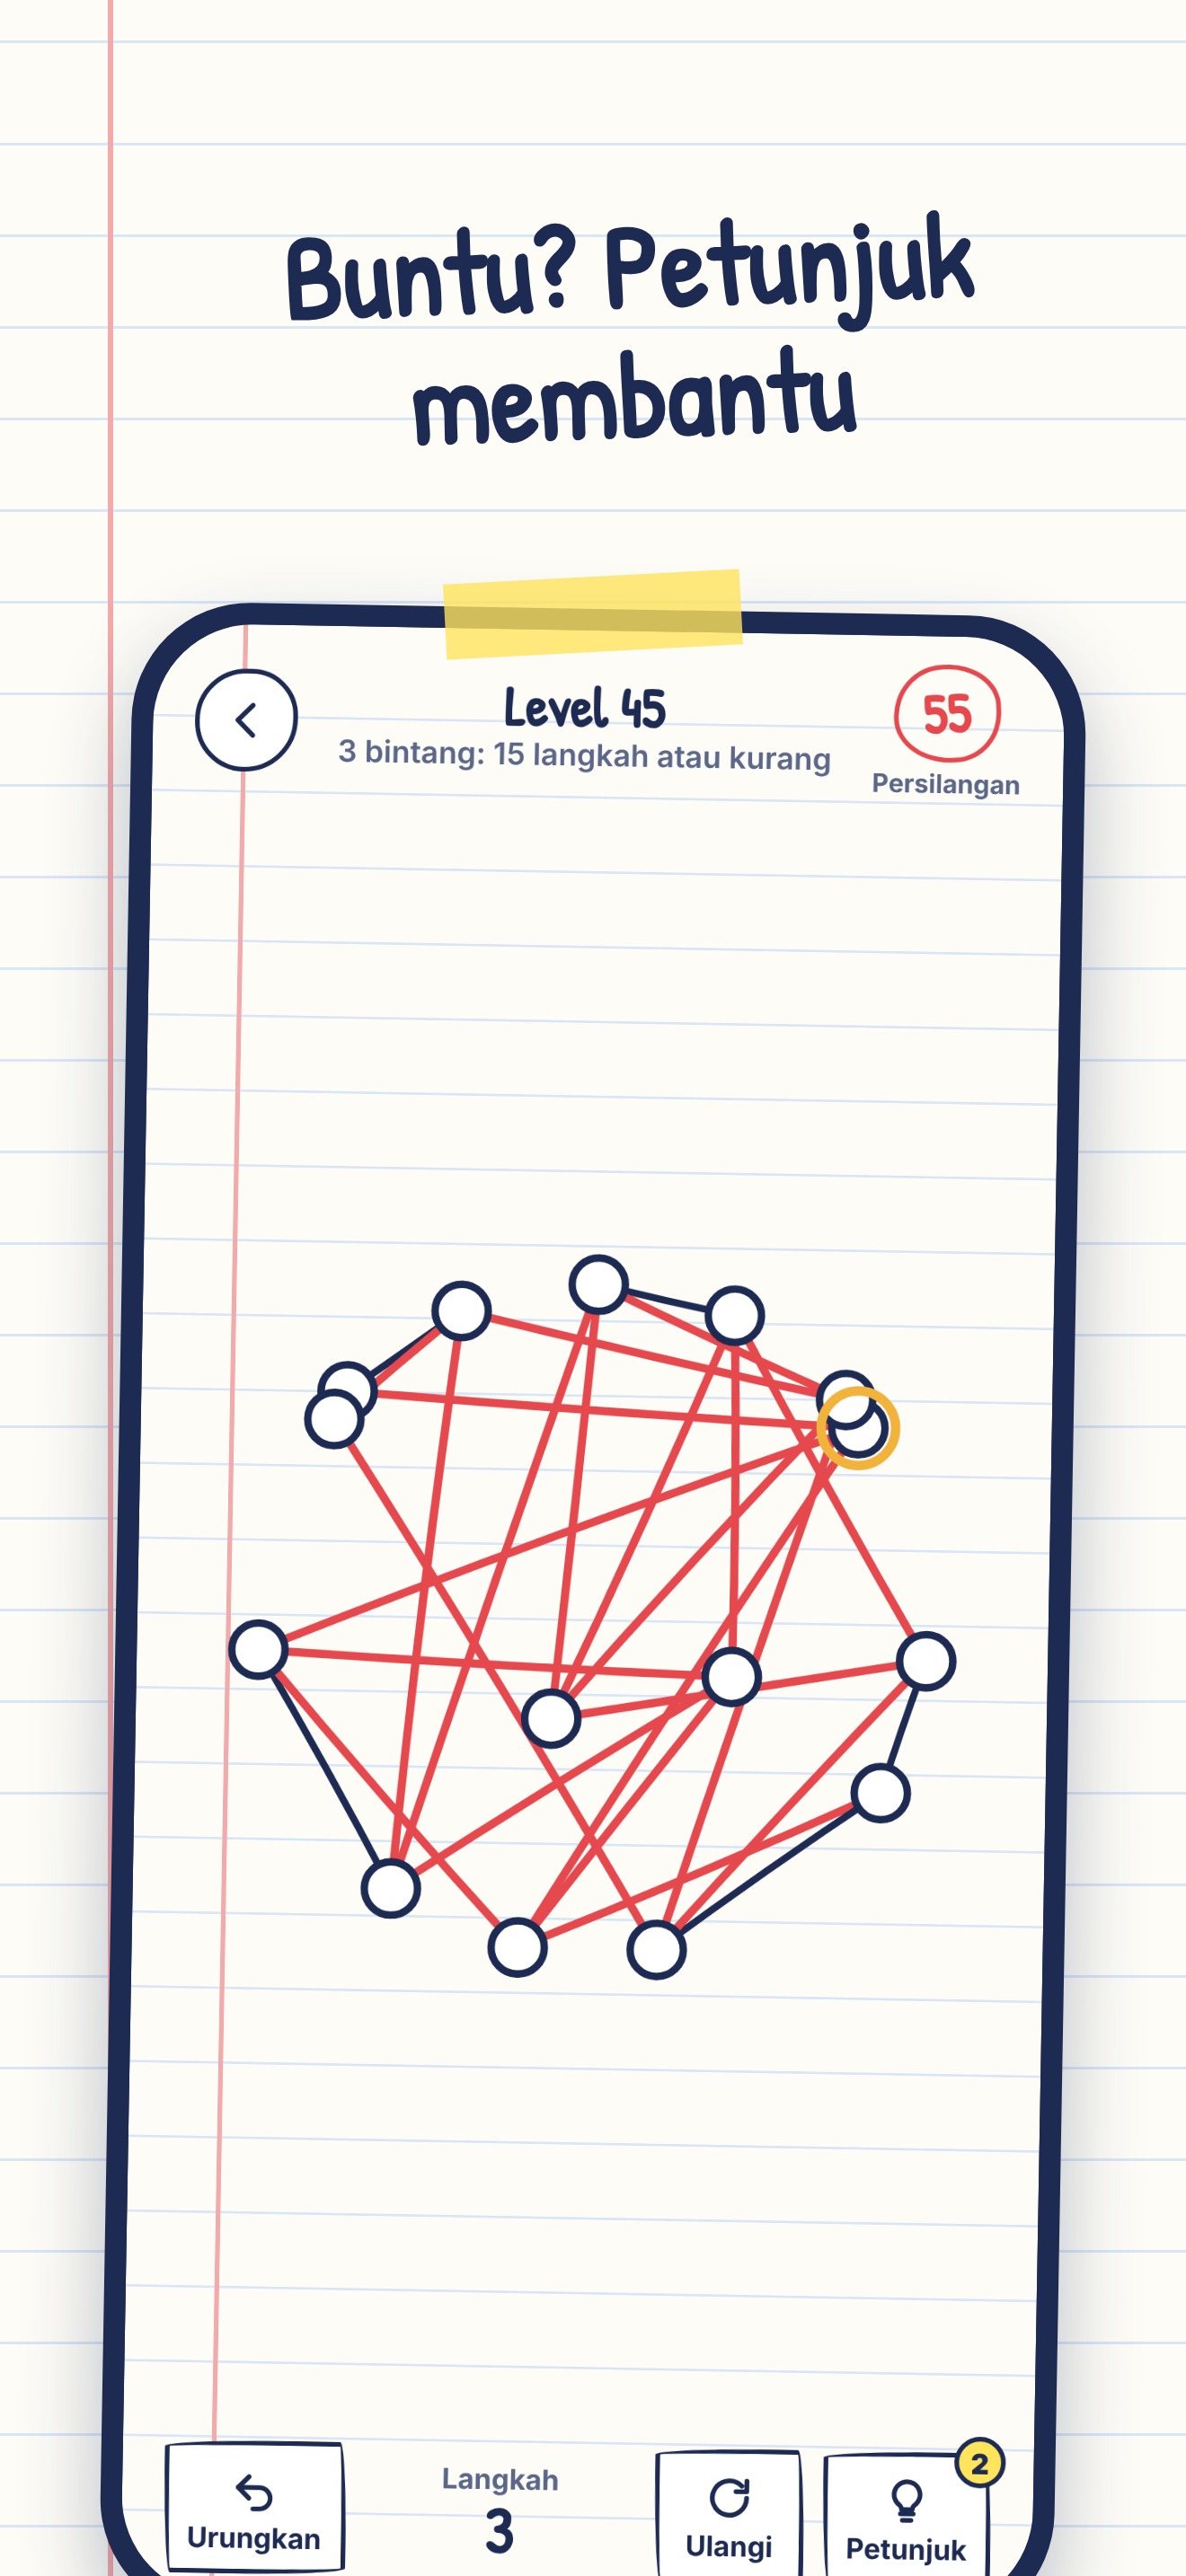 Buntu? Petunjuk
membantu
Level 45
3 bintang: 15 langkah atau kurang
55
Persilangan
Urungkan
Langkah
3
Ulangi
2
Petunjuk